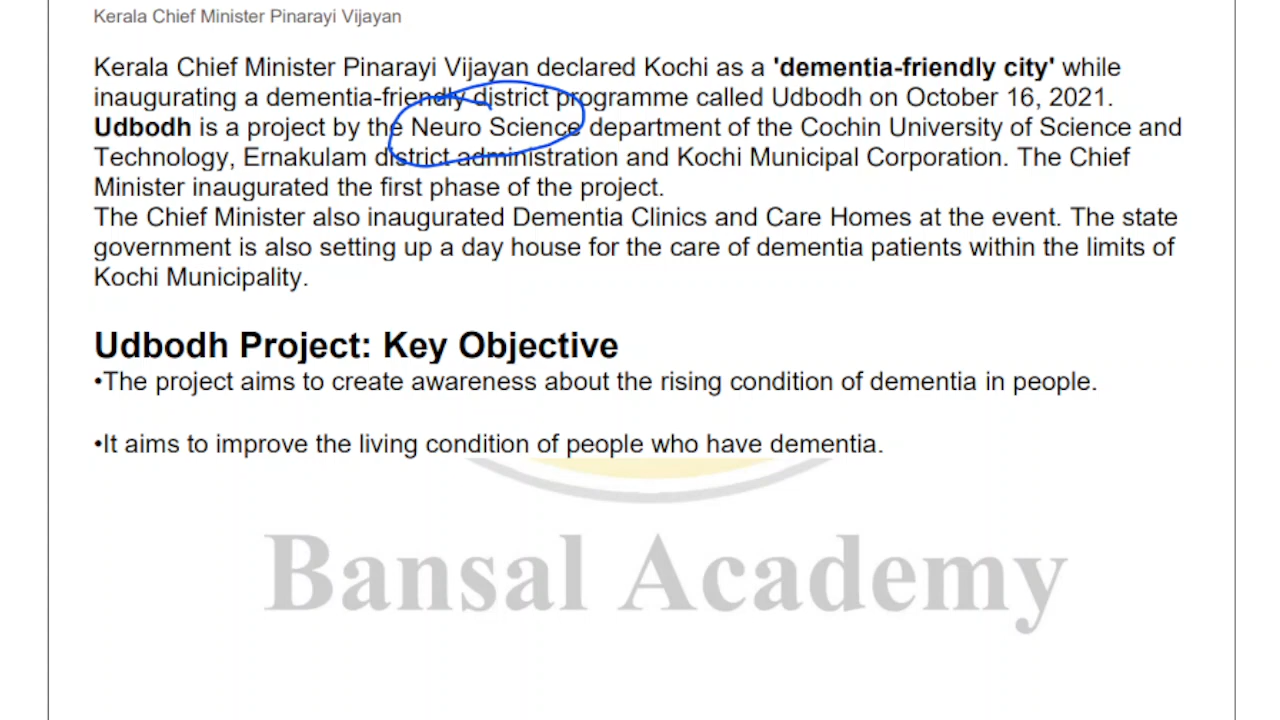 Kerala Chief Minister Pinarayi Vijayan
Kerala Chief Minister Pinarayi Vijayan declared Kochi as a 'dementia-friendly city' while
inaugurating a dementia-friendly district programme called Udbodh on October 16, 2021.
Udbodh is a project by the Neuro Science department of the Cochin University of Science and
Technology, Ernakulam district administration and Kochi Municipal Corporation. The Chief
Minister inaugurated the first phase of the project.
The Chief Minister also inaugurated Dementia Clinics and Care Homes at the event. The state
government is also setting up a day house for the care of dementia patients within the limits of
Kochi Municipality.
Udbodh Project: Key Objective
•The project aims to create awareness about the rising condition of dementia in people.
•It aims to improve the living condition of people who have dementia.
Bansal Academy